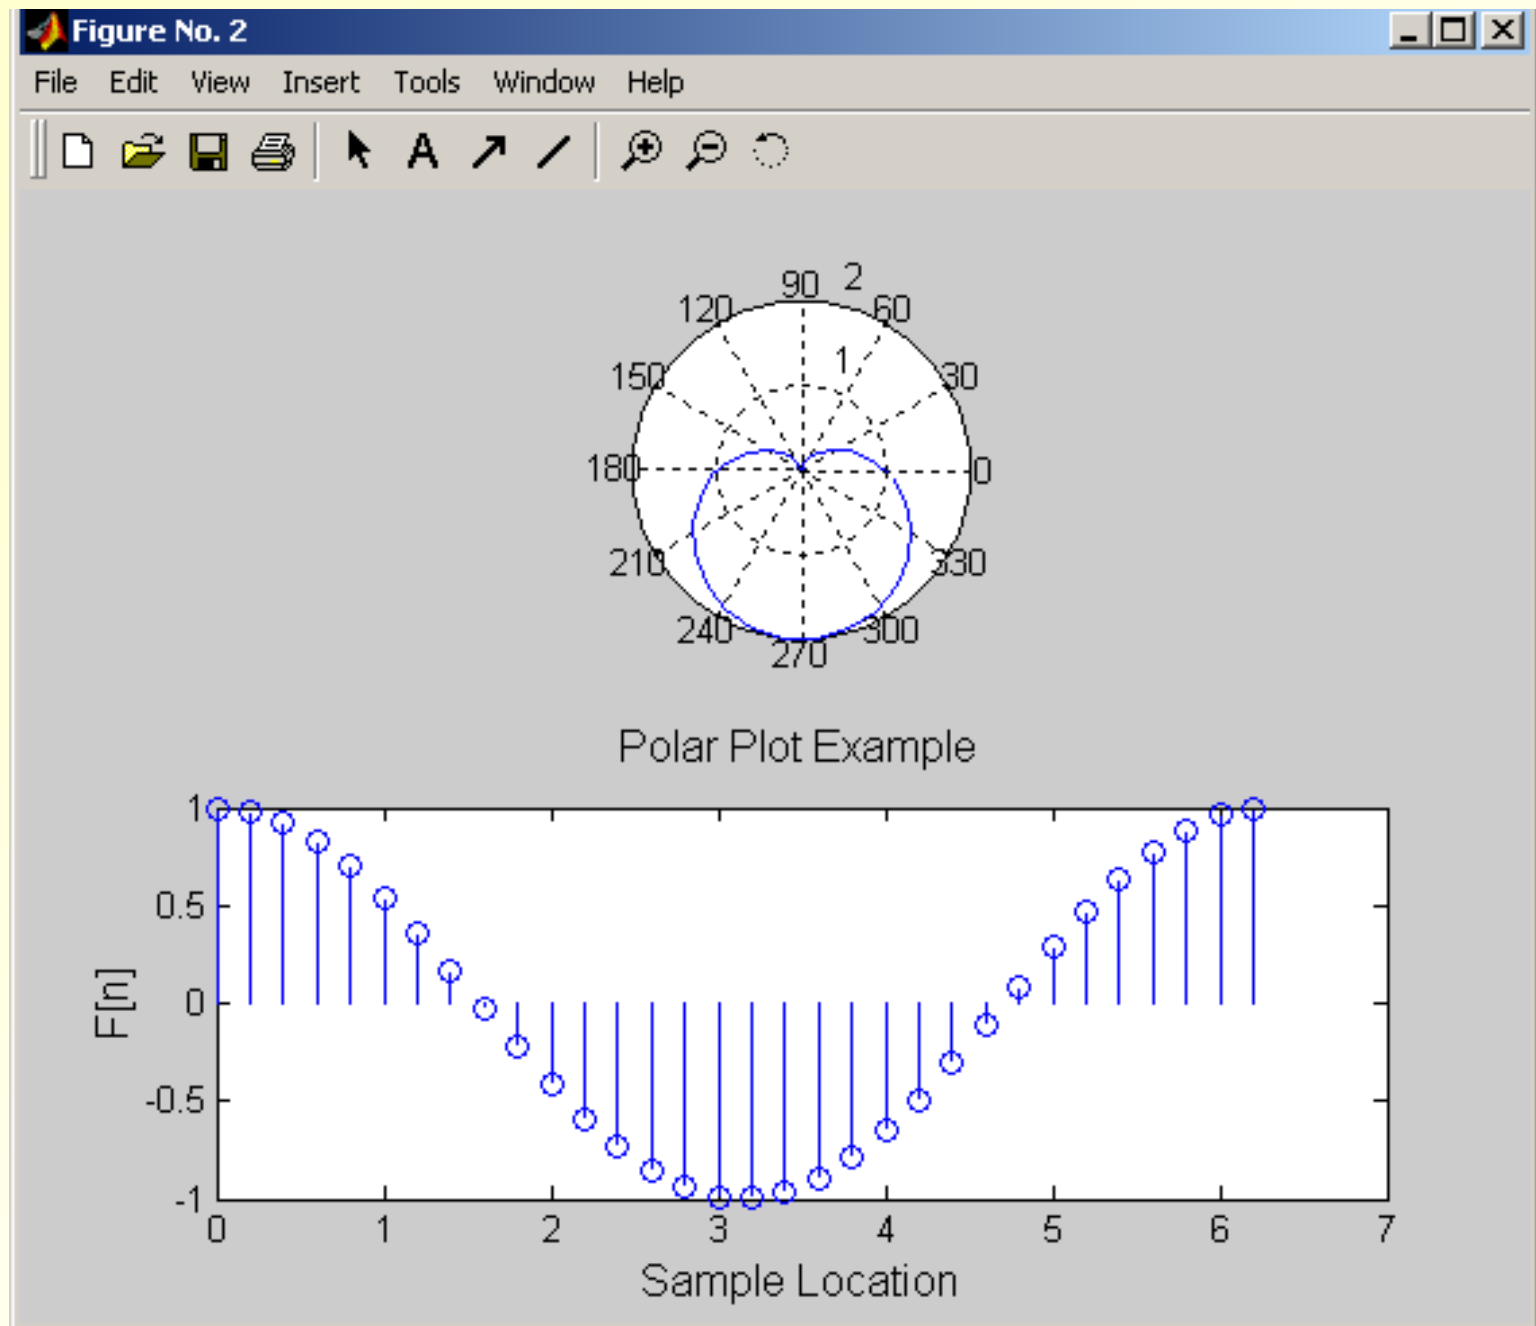 Figure No. 2
File Edit View Insert Tools Window Help
A
90 2
120 60
1
150 30
180 0
210 330
240 300
270
Polar Plot Example
1
0.5
0
-0.5
-1
F[n]
0 1 2 3 4 5 6 7
Sample Location